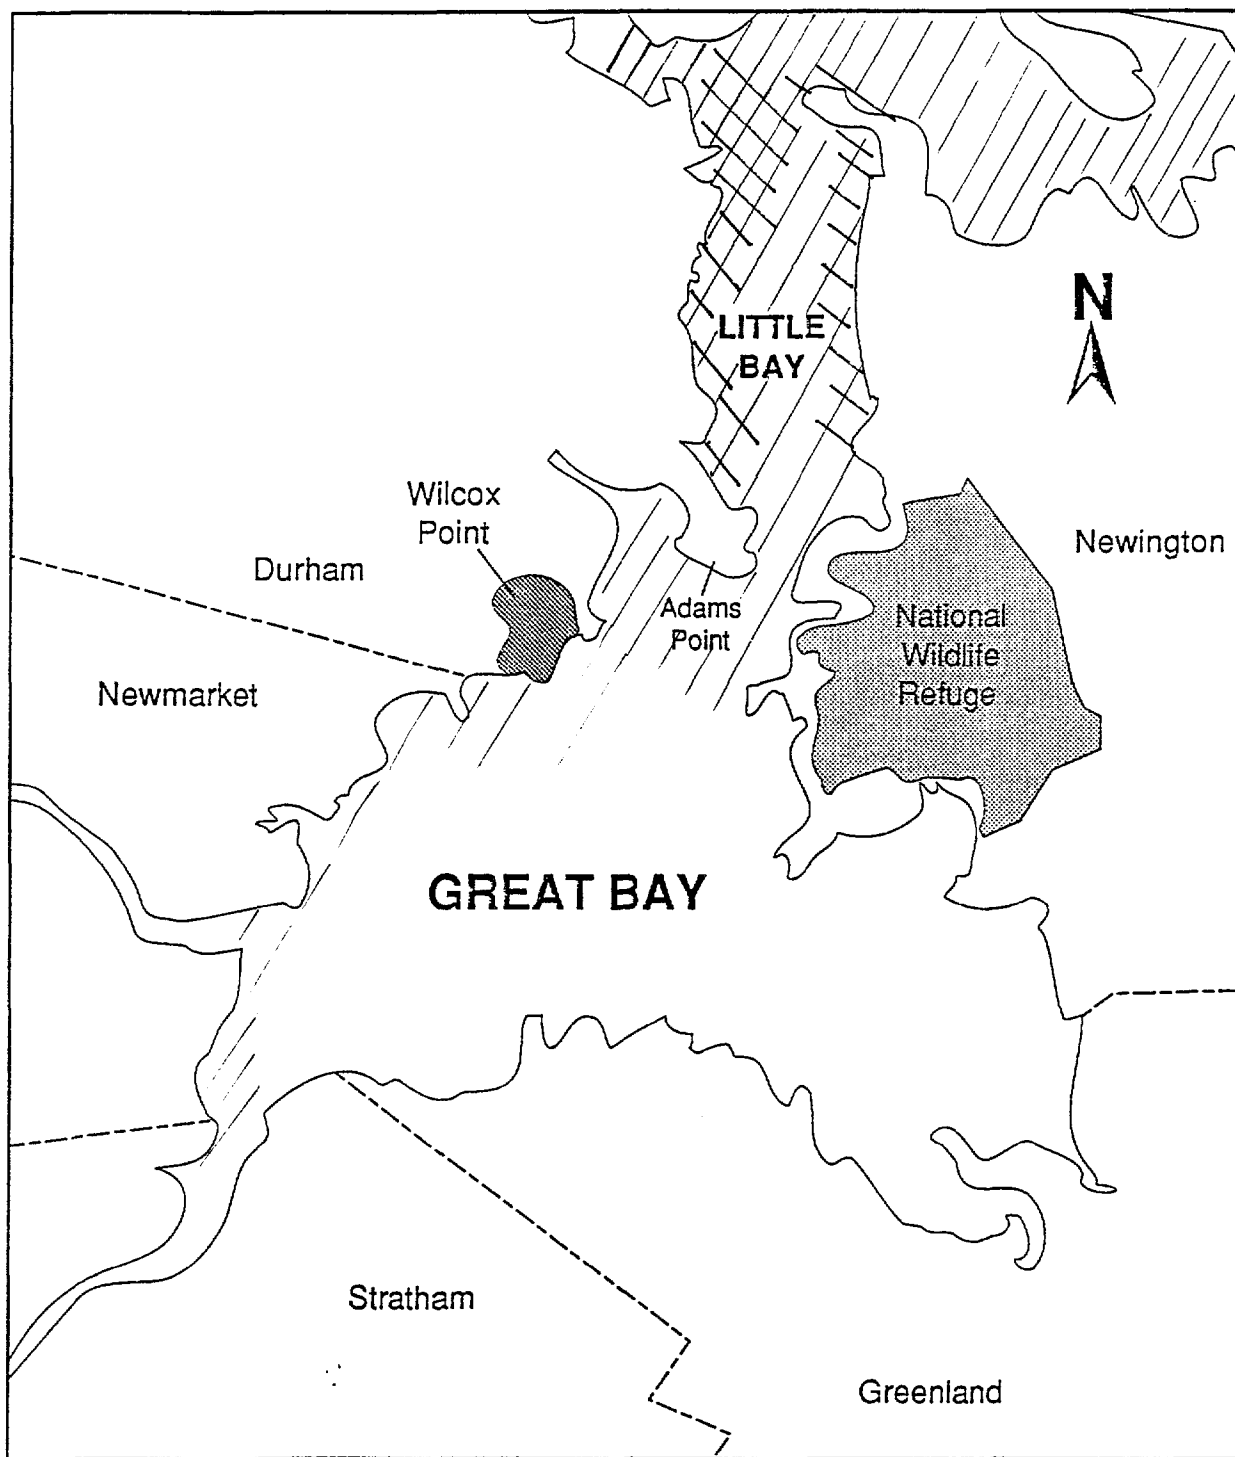 N
LITTLE
BAY
Wilcox
Point
Durham
Newington
Adams
Point
National
Wildlife
Refuge
Newmarket
GREAT BAY
Stratham
Greenland